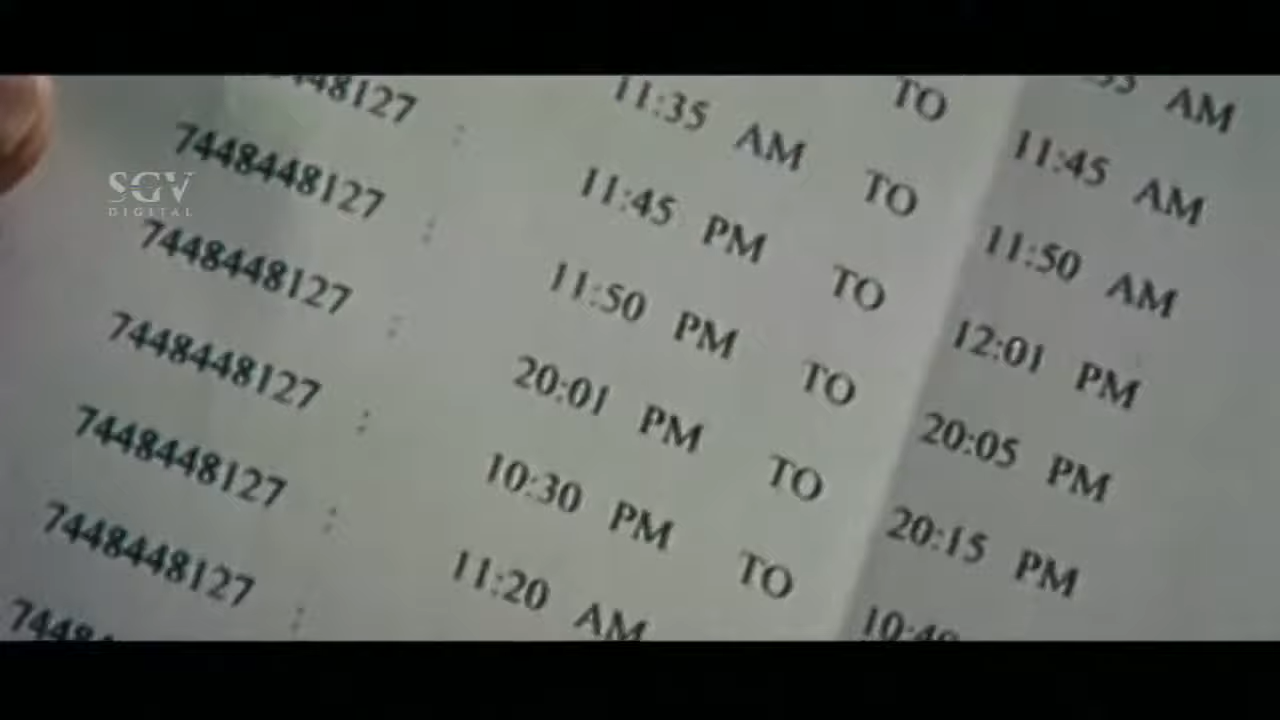 AM
TO 11:45 AM
11:35 AM TO 11:50 AM
: 11:45 PM TO 12:01 PM
7448448127 : 11:50 PM TO 20:05 PM
7448448127 : 20:01 PM TO 20:15 PM
7448448127 : 10:30 PM TO
7448448127 : 11:20 AM
7448448127 :
SGV
DIGITAL